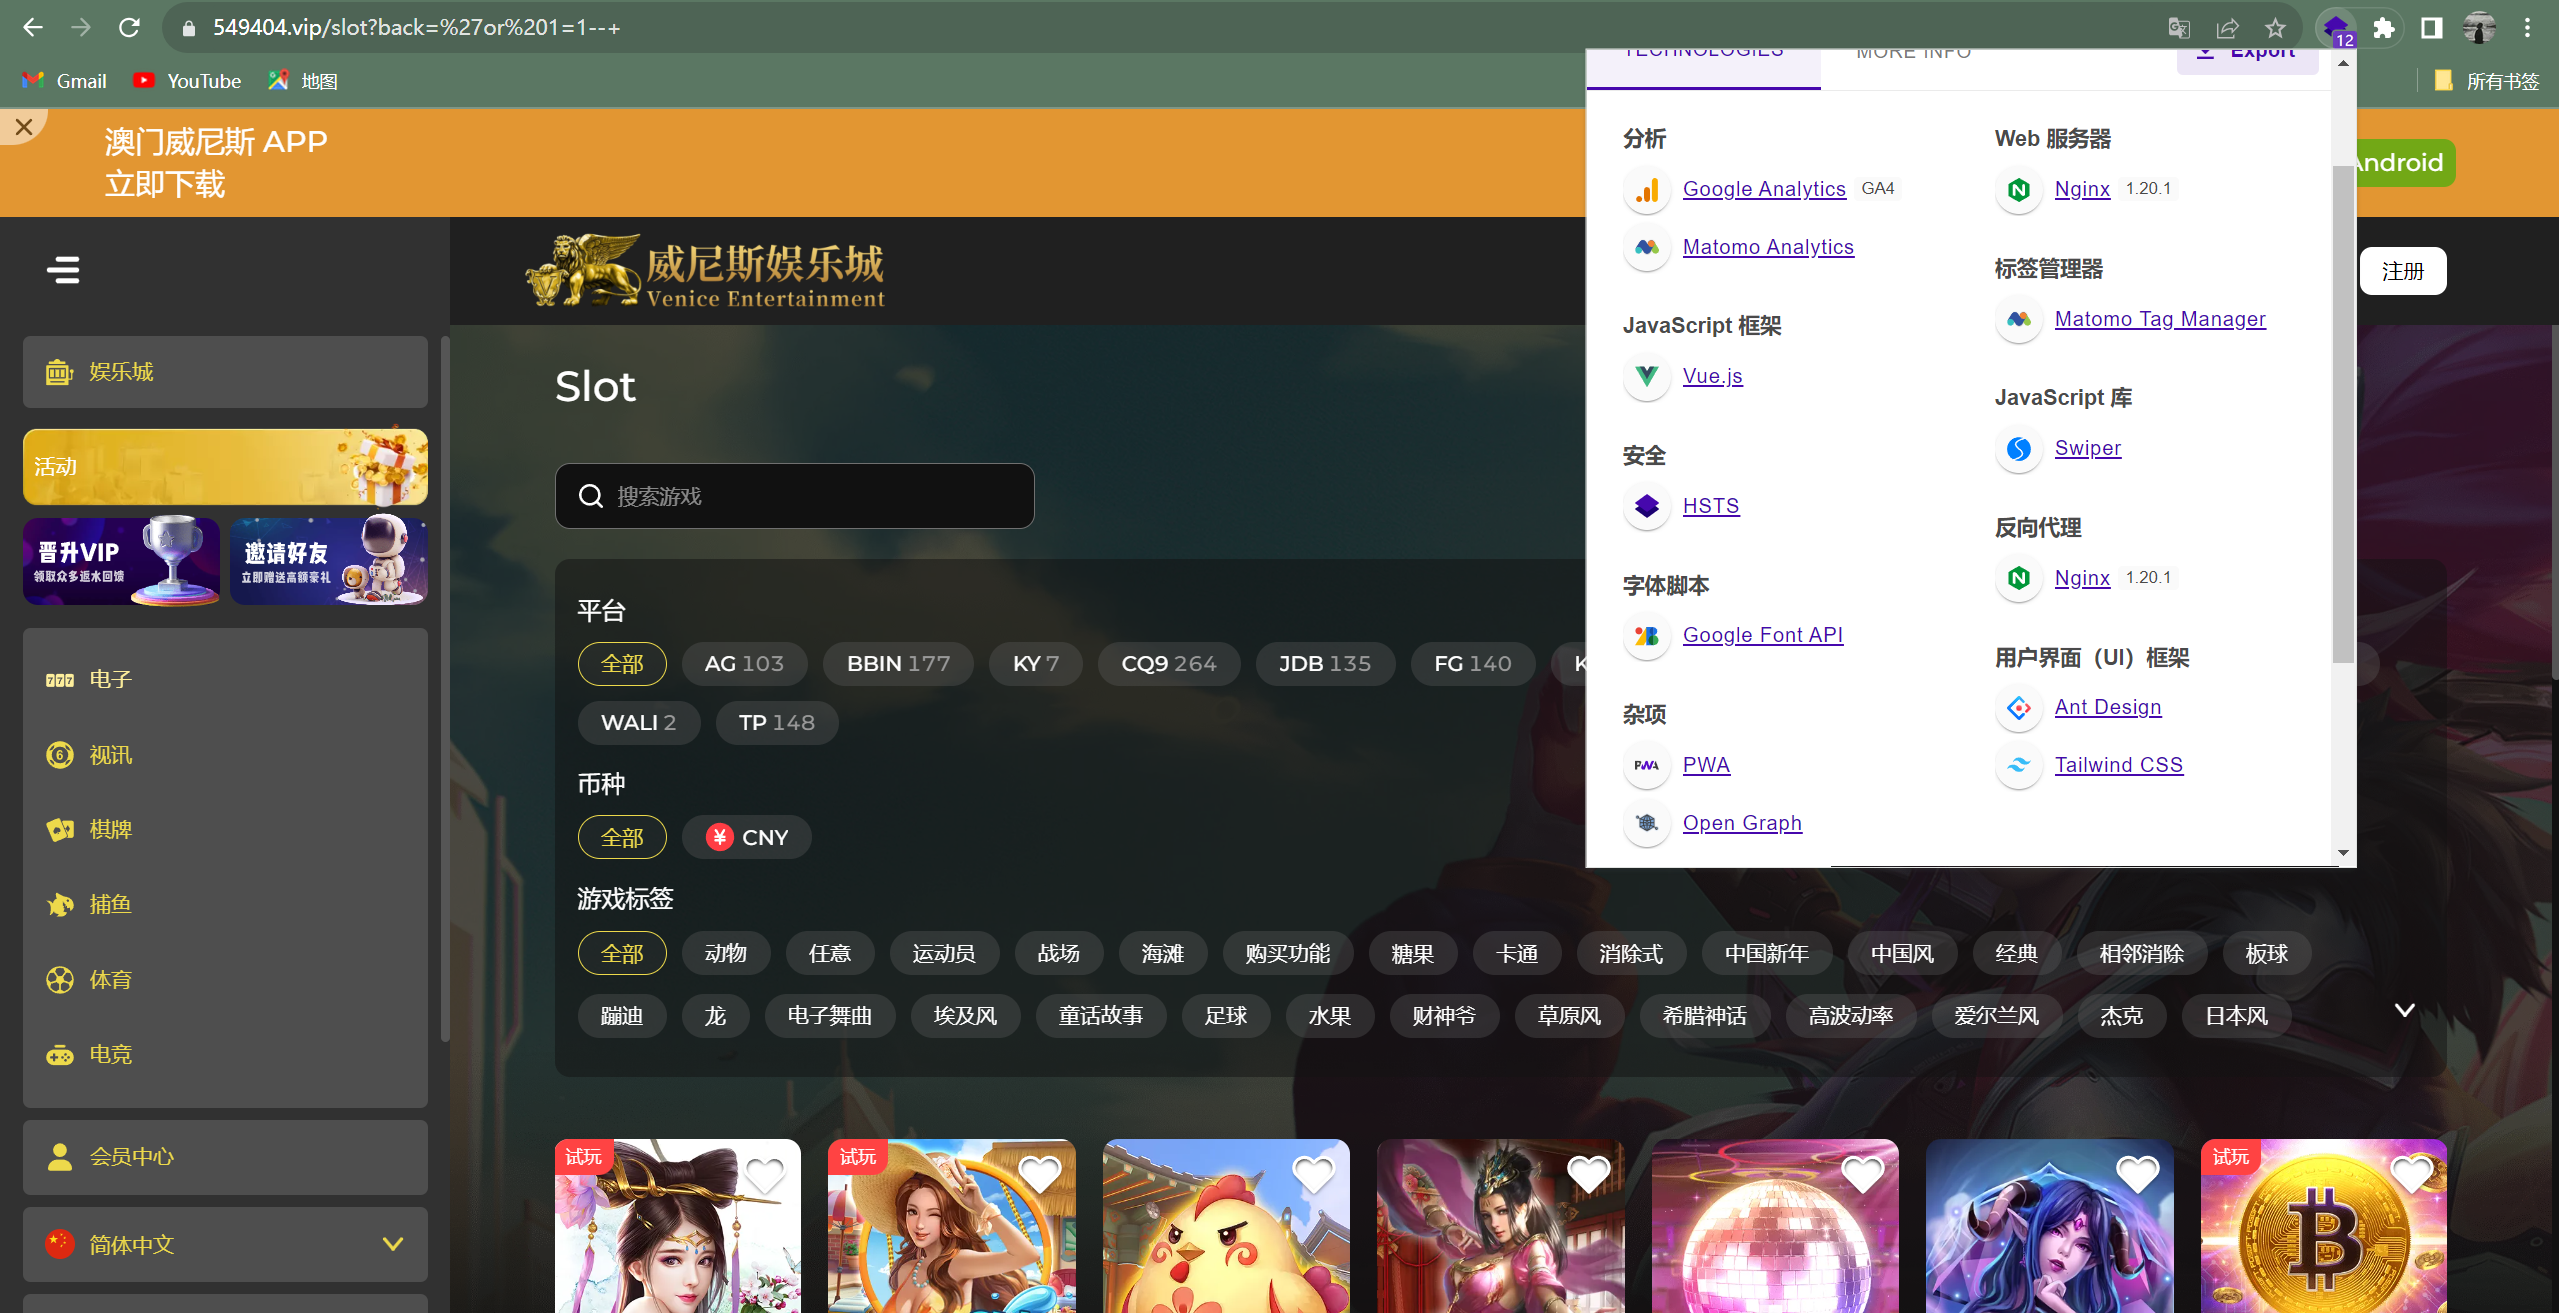 549404.vip/slot?back=%27or%201=1--+
12
Gmail
YouTube
地图
所有书签
TECHNOLOGIES
MORE INFO
Export
澳门威尼斯 APP
立即下载
Android
威尼斯娱乐城
Venice Entertainment
注册
娱乐城
活动
晋升VIP
领取众多返水回馈
邀请好友
立即赠送高额豪礼
电子
视讯
棋牌
捕鱼
体育
电竞
会员中心
简体中文
Slot
搜索游戏
平台
全部
AG 103
BBIN 177
KY 7
CQ9 264
JDB 135
FG 140
WALI 2
TP 148
币种
全部
CNY
游戏标签
全部
动物
任意
运动员
战场
海滩
购买功能
糖果
卡通
消除式
中国新年
中国风
经典
相邻消除
板球
蹦迪
龙
电子舞曲
埃及风
童话故事
足球
水果
财神爷
草原风
希腊神话
高波动率
爱尔兰风
杰克
日本风
试玩
试玩
试玩
分析
Google Analytics GA4
Matomo Analytics
JavaScript 框架
Vue.js
安全
HSTS
字体脚本
Google Font API
杂项
PWA
Open Graph
Web 服务器
Nginx 1.20.1
标签管理器
Matomo Tag Manager
JavaScript 库
Swiper
反向代理
Nginx 1.20.1
用户界面（UI）框架
Ant Design
Tailwind CSS